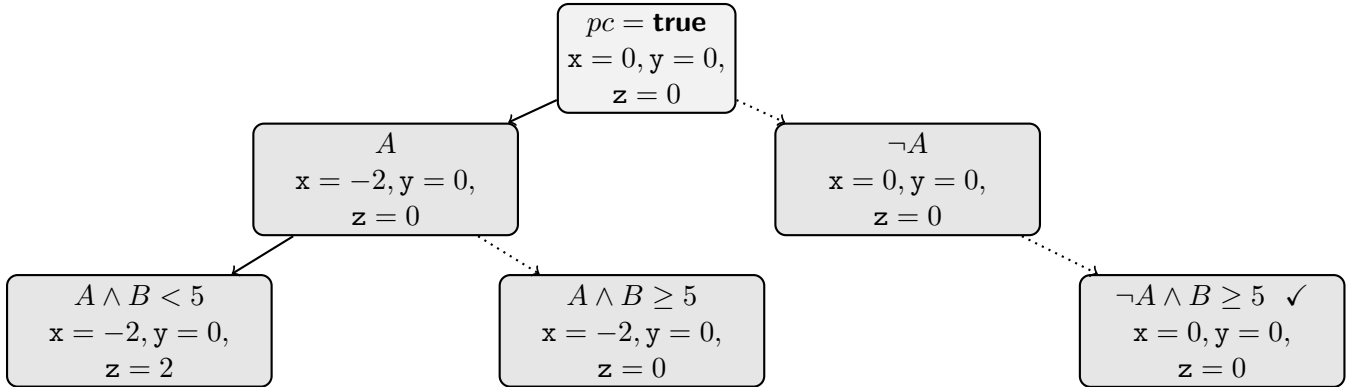 pc = true
x = 0, y = 0,
z = 0
A
x = −2, y = 0,
z = 0
¬A
x = 0, y = 0,
z = 0
A ∧ B < 5
x = −2, y = 0,
z = 2
A ∧ B ≥ 5
x = −2, y = 0,
z = 0
¬A ∧ B ≥ 5 ✓
x = 0, y = 0,
z = 0